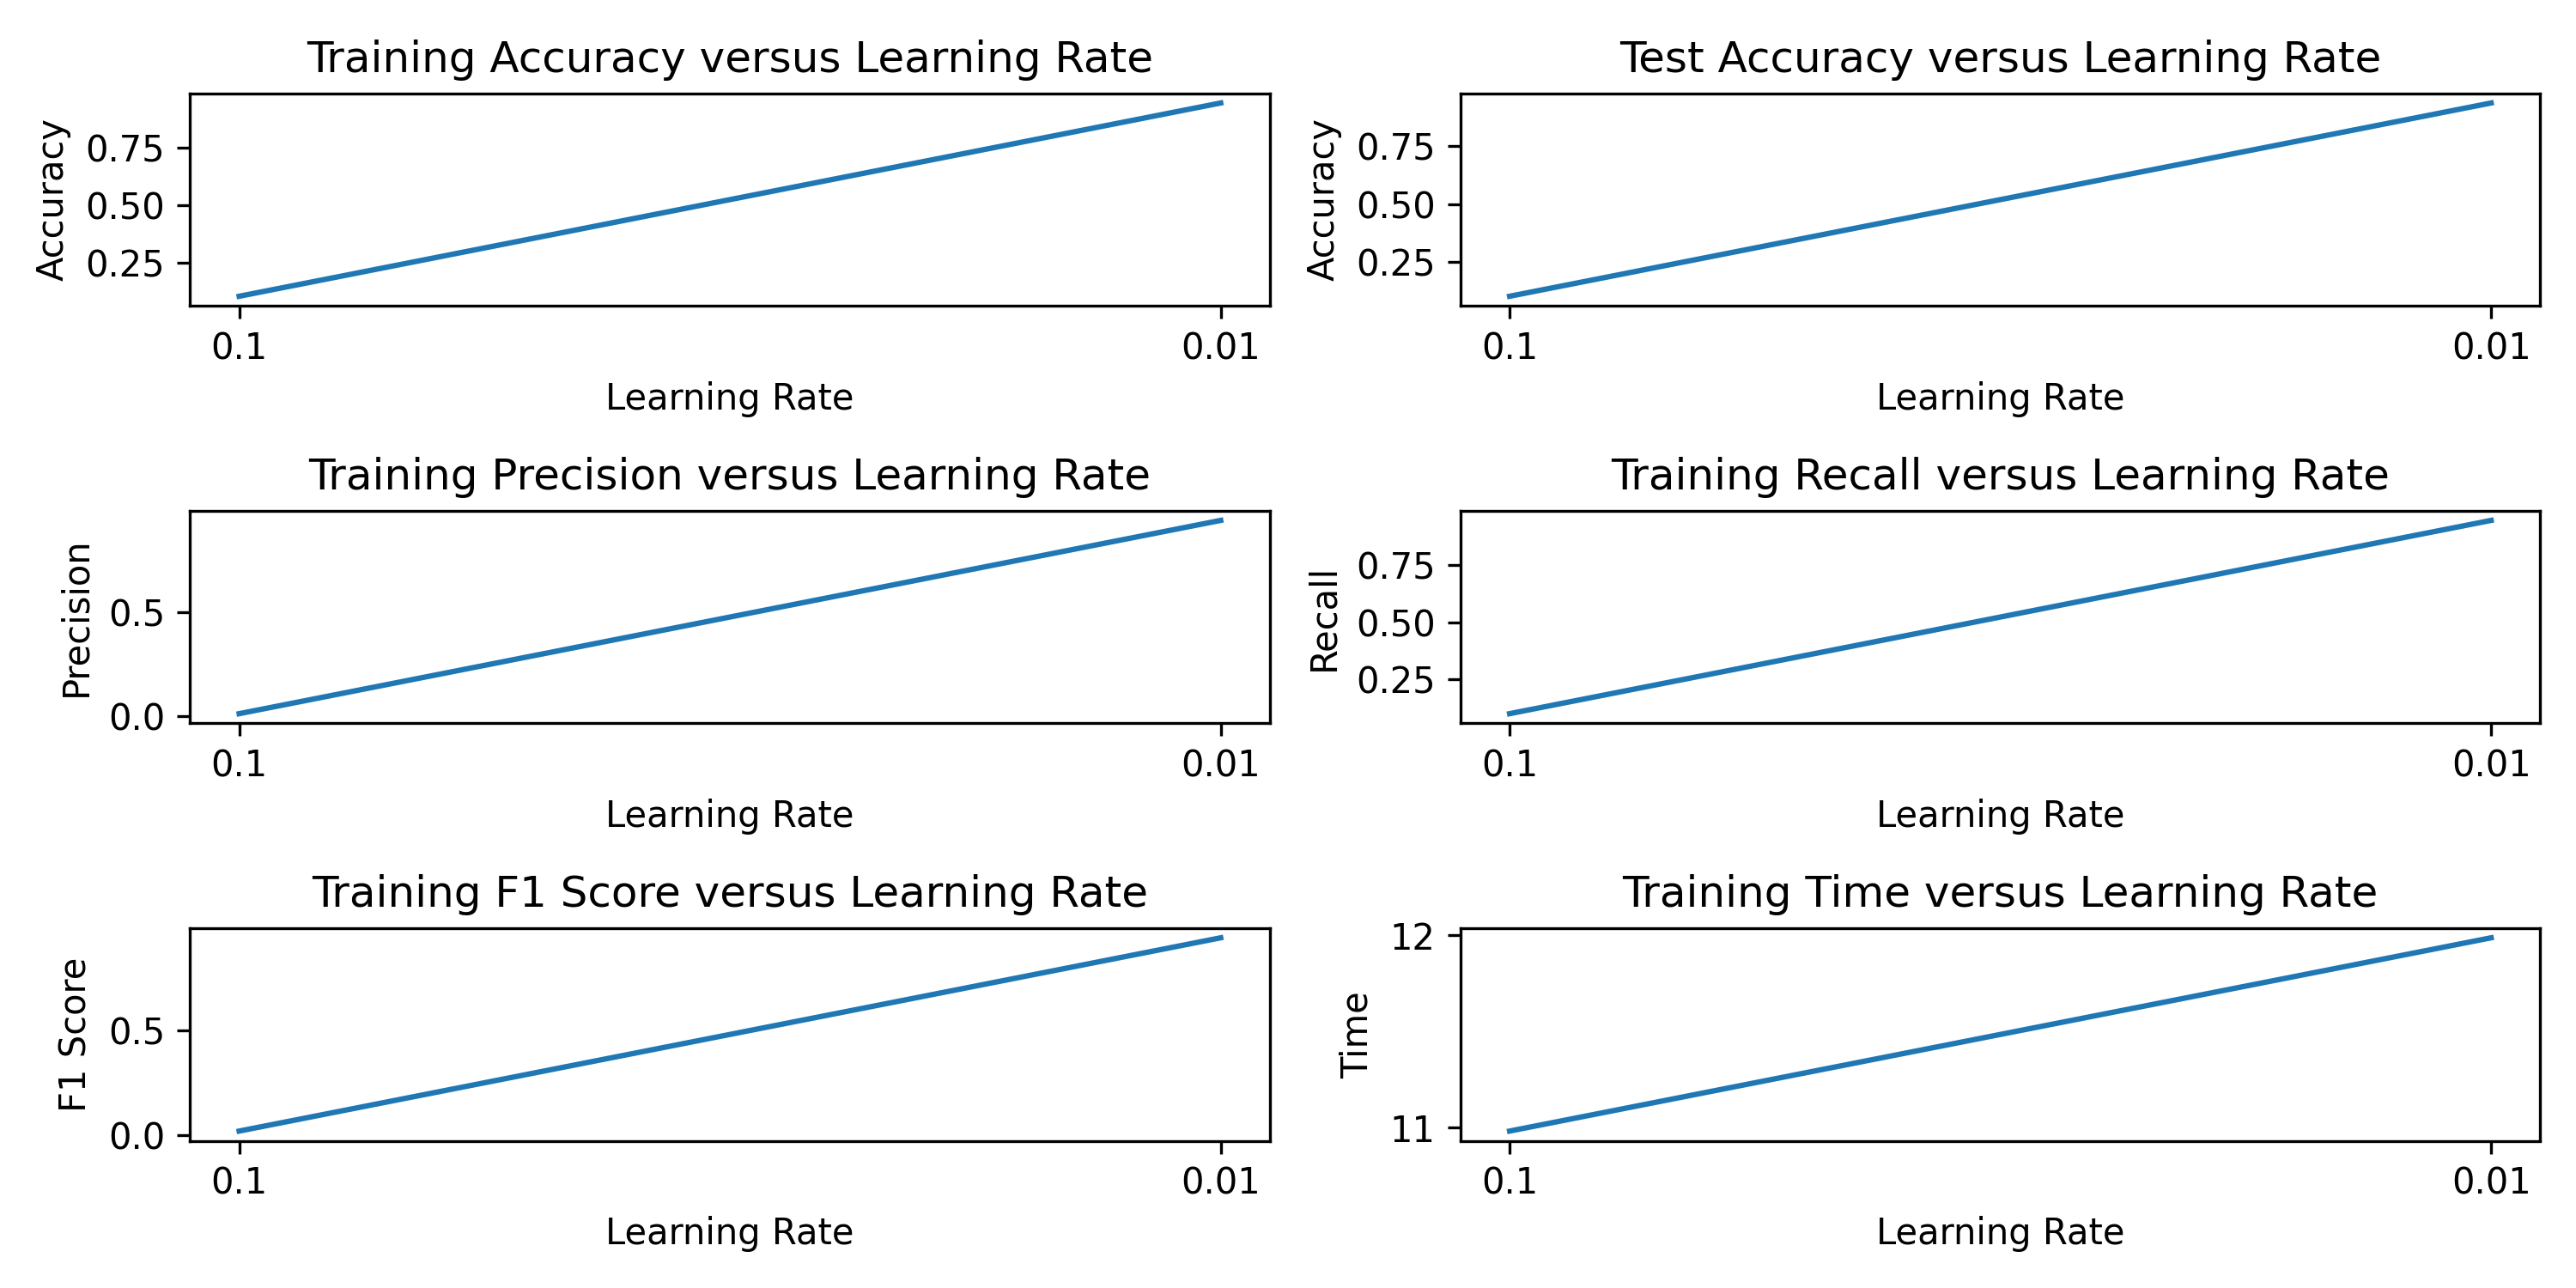 Training Accuracy versus Learning Rate
Accuracy
0.75
0.50
0.25
0.1
0.01
Learning Rate
Test Accuracy versus Learning Rate
Accuracy
0.75
0.50
0.25
0.1
0.01
Learning Rate
Training Precision versus Learning Rate
Precision
0.5
0.0
0.1
0.01
Learning Rate
Training Recall versus Learning Rate
Recall
0.75
0.50
0.25
0.1
0.01
Learning Rate
Training F1 Score versus Learning Rate
F1 Score
0.5
0.0
0.1
0.01
Learning Rate
Training Time versus Learning Rate
Time
12
11
0.1
0.01
Learning Rate